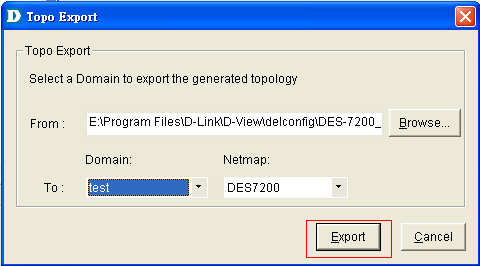 D Topo Export
Topo Export
Select a Domain to export the generated topology
From : E:\Program Files\D-Link\D-View\delconfig\DES-7200_ Browse...
Domain: Netmap:
To : test DES7200
Export Cancel